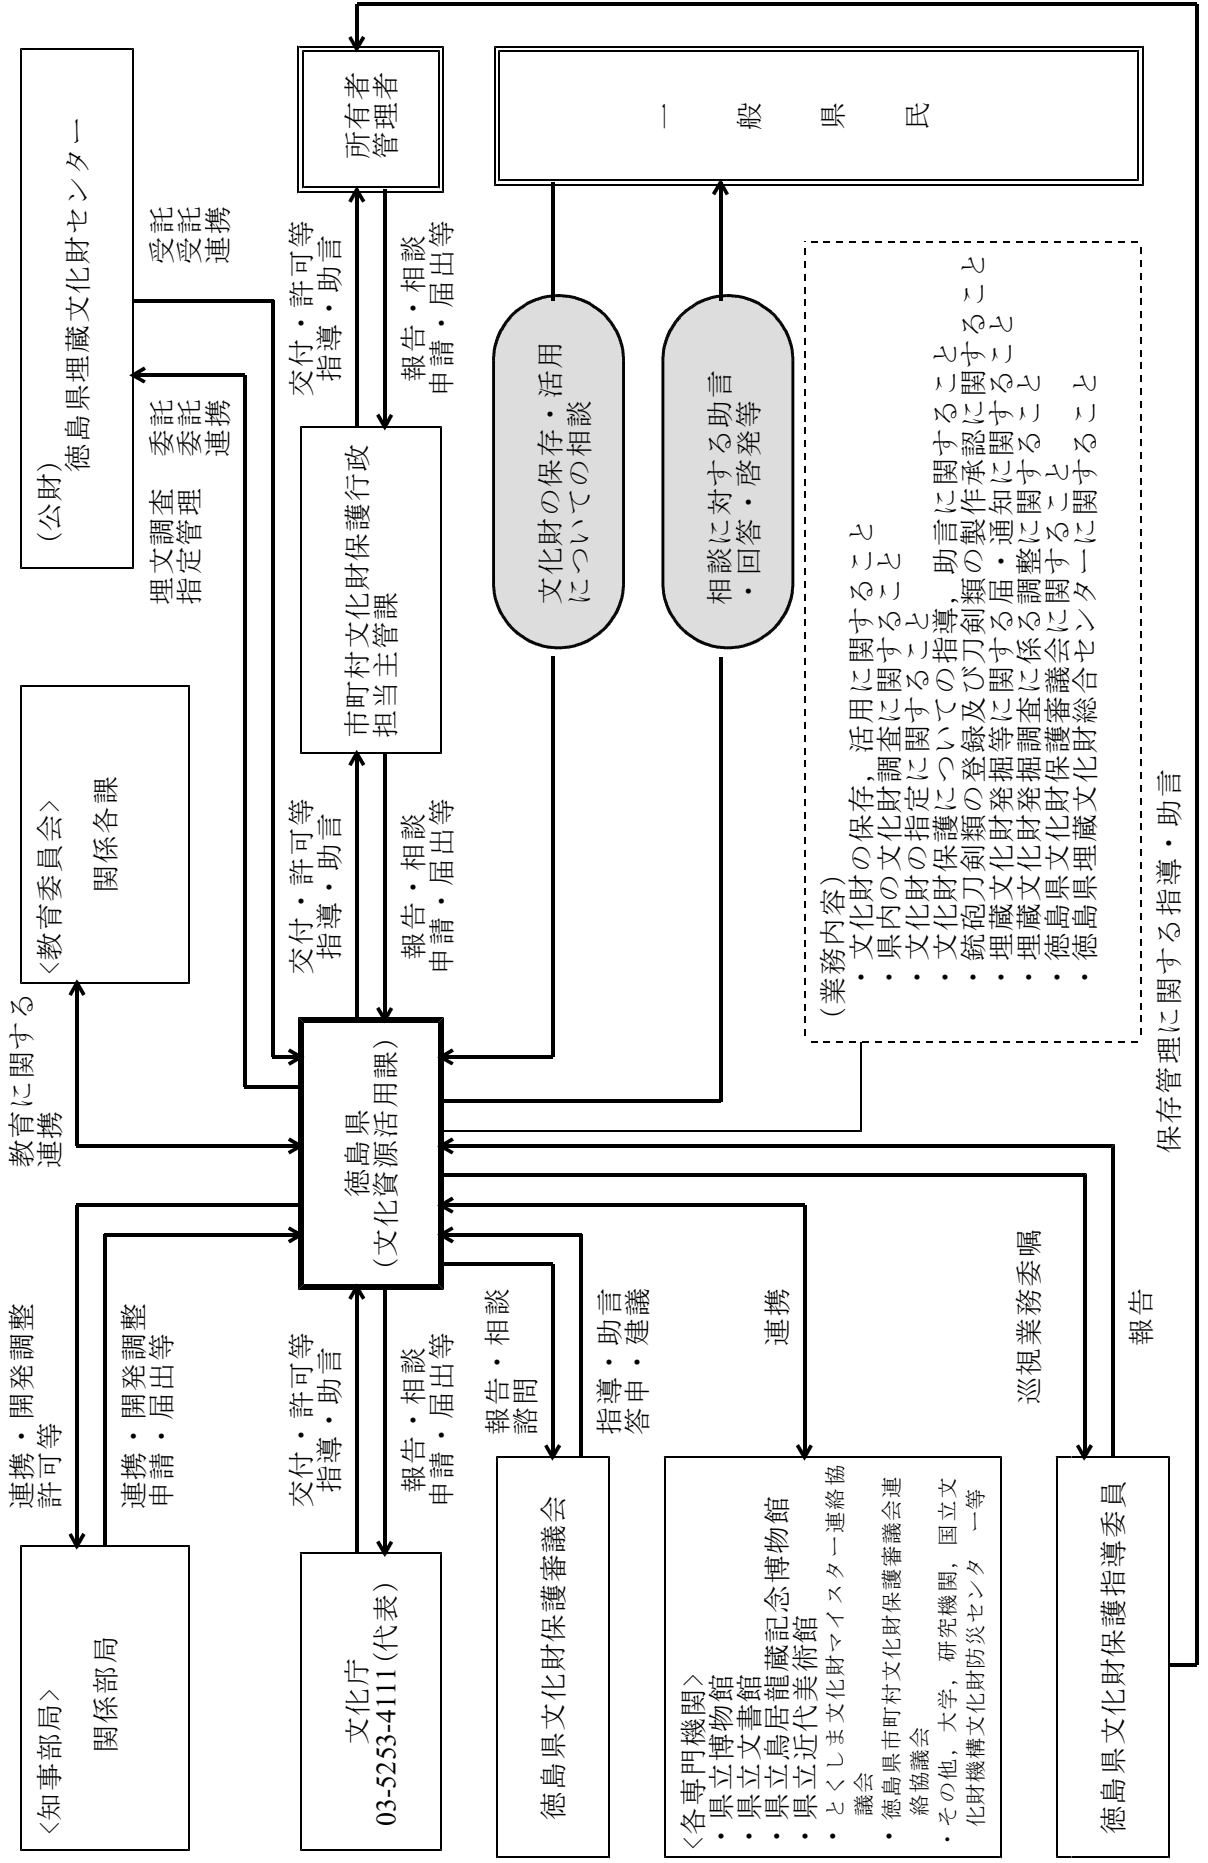 <知事部局>
関係部局
連携・開発調整
許可等
連携・開発調整
申請・届出等
教育に関する
連携
<教育委員会>
関係各課
(公財)
徳島県埋蔵文化財センター
埋文調査 委託 受託
指定管理 委託 受託
連携 連携
文化庁
03-5253-4111(代表)
交付・許可等
指導・助言
報告・相談
申請・届出等
徳島県
(文化資源活用課)
交付・許可等
指導・助言
報告・相談
申請・届出等
市町村文化財保護行政
担当主管課
交付・許可等
指導・助言
報告・相談
申請・届出等
所有者
管理者
徳島県文化財保護審議会
報告・相談
諮問
指導・助言
答申・建議
文化財の保存・活用
についての相談
相談に対する助言
・回答・啓発等
一般県民
<各専門機関>
・県立博物館
・県立文書館
・県立鳥居龍蔵記念博物館
・県立近代美術館
・とくしま文化財マイスター連絡協
議会
・徳島県市町村文化財保護審議会連
絡協議会
・その他，大学，研究機関，国立文
化財機構文化財防災センタ 一等
連携
(業務内容)
・文化財の保存，活用に関すること
・県内の文化財調査に関すること
・文化財の指定に関すること
・文化財保護についての指導，助言に関すること
・銃砲刀剣類の登録及び刀剣類の製作承認に関すること
・埋蔵文化財発掘等に関する届・通知に関すること
・埋蔵文化財発掘調査に係る調整に関すること
・徳島県文化財保護審議会に関すること
・徳島県埋蔵文化財総合センターに関すること
徳島県文化財保護指導委員
巡視業務委嘱
報告
保存管理に関する指導・助言